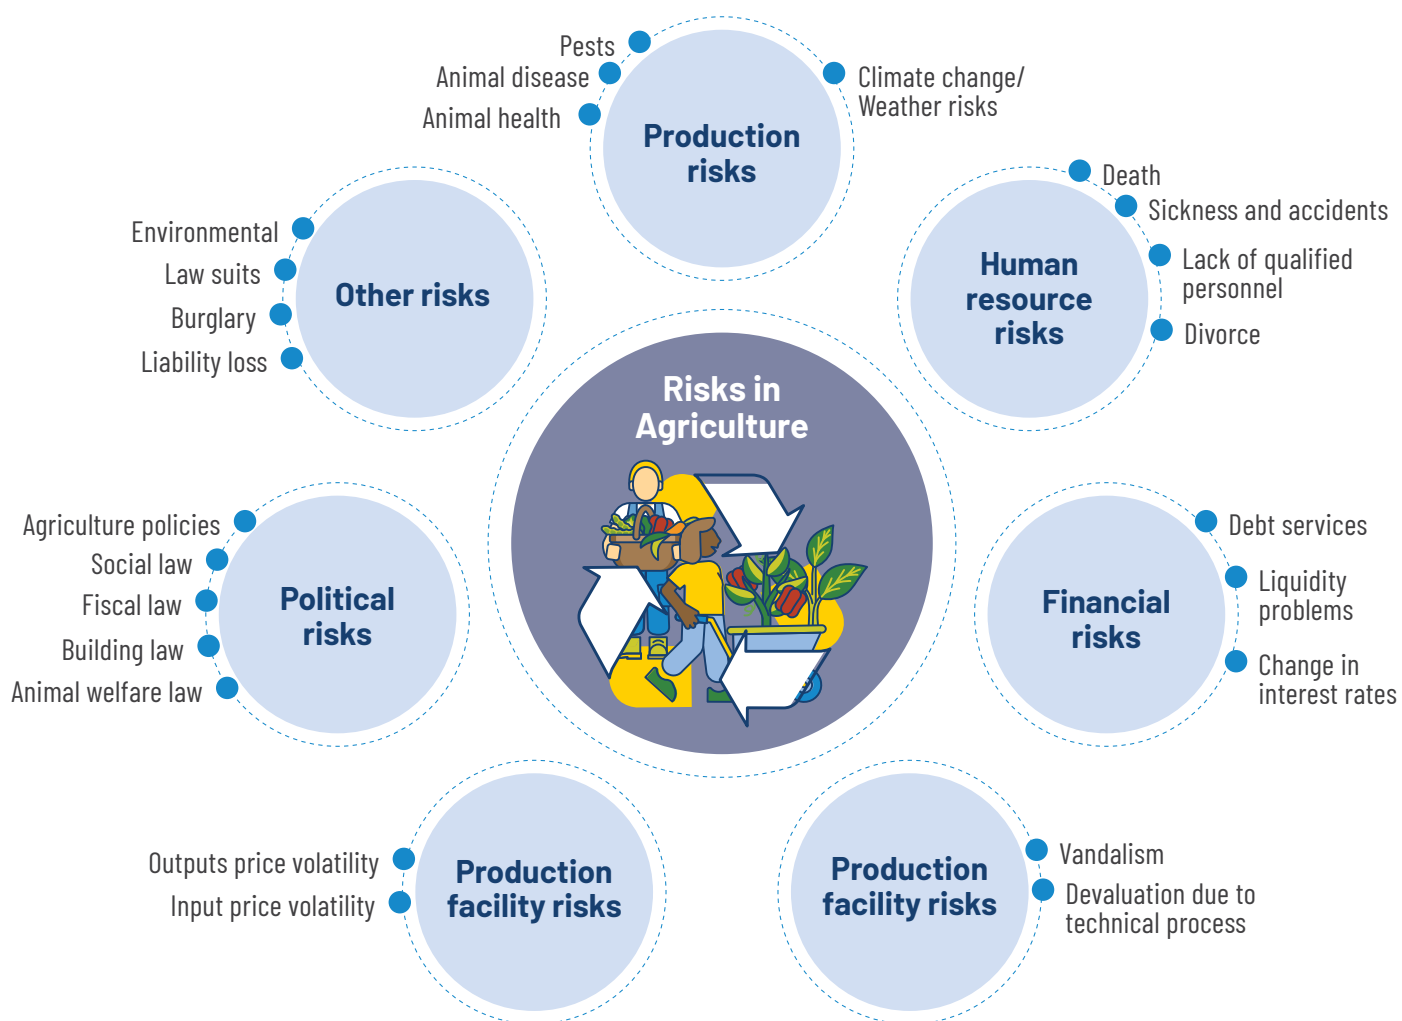 Pests
Animal disease
Animal health
Climate change/
Weather risks
Production
risks
Death
Sickness and accidents
Lack of qualified
personnel
Divorce
Human
resource
risks
Environmental
Law suits
Burglary
Liability loss
Other risks
Risks in
Agriculture
Agriculture policies
Social law
Fiscal law
Building law
Animal welfare law
Political
risks
Debt services
Liquidity
problems
Change in
interest rates
Financial
risks
Outputs price volatility
Input price volatility
Production
facility risks
Production
facility risks
Vandalism
Devaluation due to
technical process